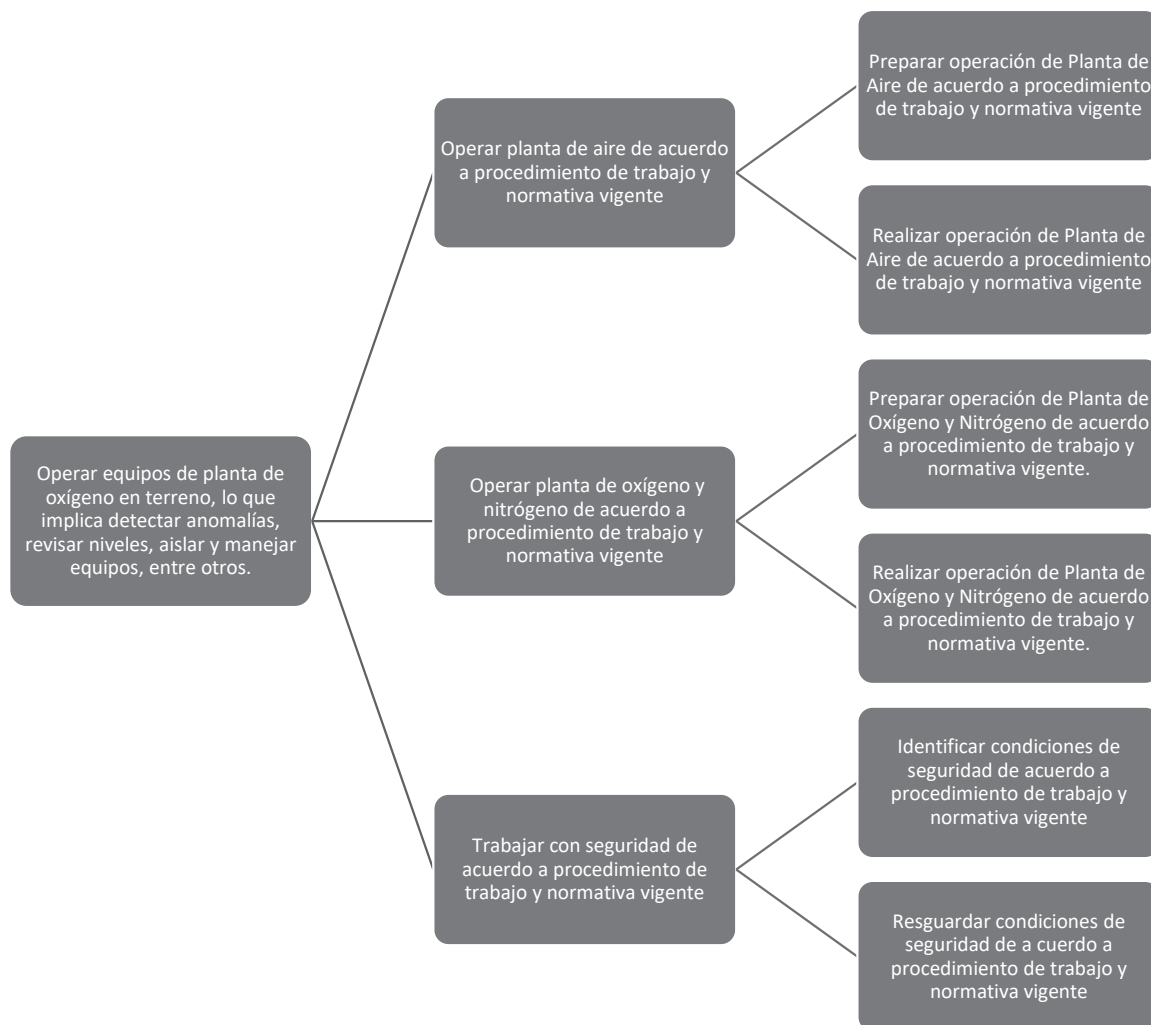 Operar equipos de planta de
oxígeno en terreno, lo que
implica detectar anomalías,
revisar niveles, aislar y manejar
equipos, entre otros.
Operar planta de aire de acuerdo
a procedimiento de trabajo y
normativa vigente
Preparar operación de Planta de
Aire de acuerdo a procedimiento
de trabajo y normativa vigente
Realizar operación de Planta de
Aire de acuerdo a procedimiento
de trabajo y normativa vigente
Operar planta de oxígeno y
nitrógeno de acuerdo a
procedimiento de trabajo y
normativa vigente
Preparar operación de Planta de
Oxígeno y Nitrógeno de acuerdo
a procedimiento de trabajo y
normativa vigente.
Realizar operación de Planta de
Oxígeno y Nitrógeno de acuerdo
a procedimiento de trabajo y
normativa vigente.
Trabajar con seguridad de
acuerdo a procedimiento de
trabajo y normativa vigente
Identificar condiciones de
seguridad de acuerdo a
procedimiento de trabajo y
normativa vigente
Resguardar condiciones de
seguridad de a cuerdo a
procedimiento de trabajo y
normativa vigente